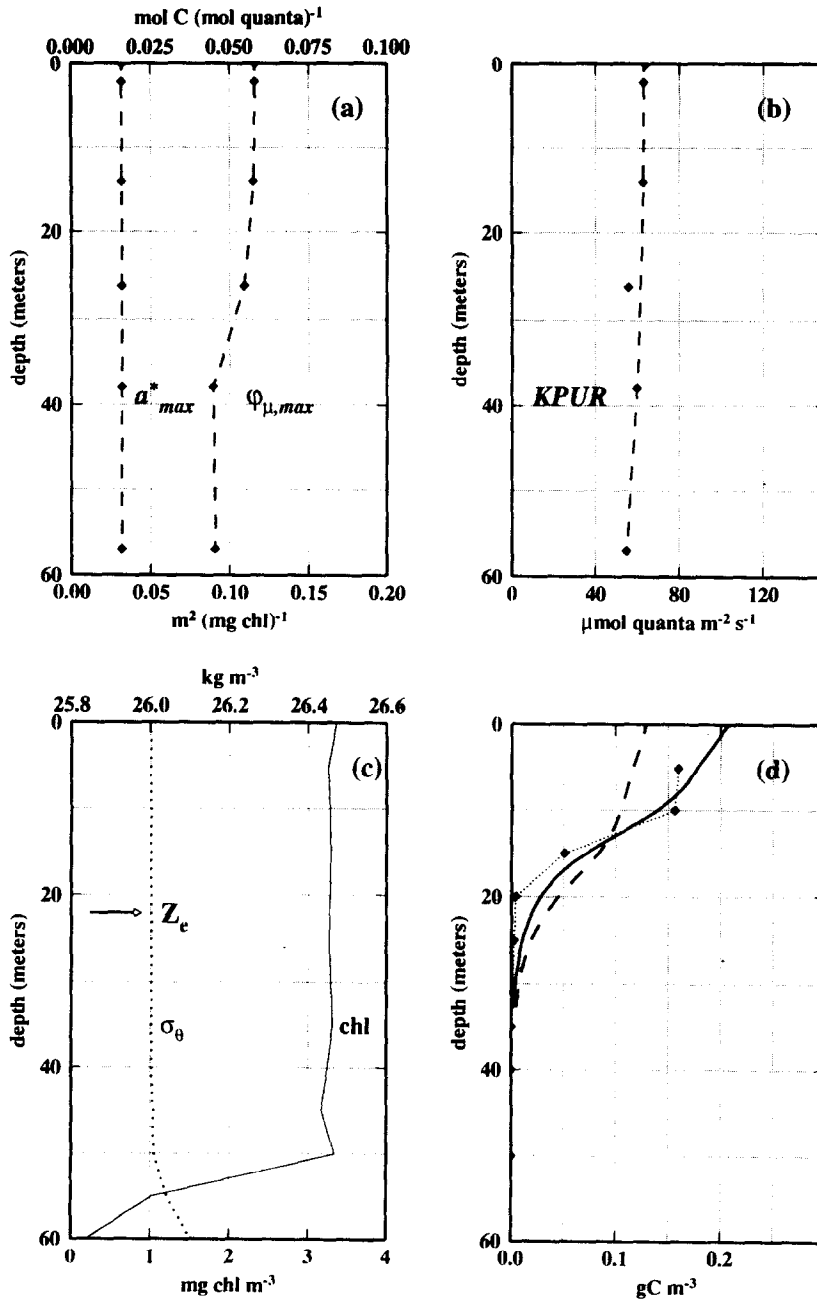 mol C (mol quanta)⁻¹
0.000 0.025 0.050 0.075 0.100
(a)
0
20
40
60
depth (meters)
a*max
φμ,max
0.00 0.05 0.10 0.15 0.20
m² (mg chl)⁻¹
(b)
0
20
40
60
depth (meters)
KPUR
0 60 120
μmol quanta m⁻² s⁻¹
kg m⁻³
25.8 26.0 26.2 26.4 26.6
(c)
0
20
40
60
depth (meters)
Zₑ
σθ
chl
0 1 2 3 4
mg chl m⁻³
(d)
0
20
40
60
depth (meters)
0.0 0.1 0.2
gC m⁻³